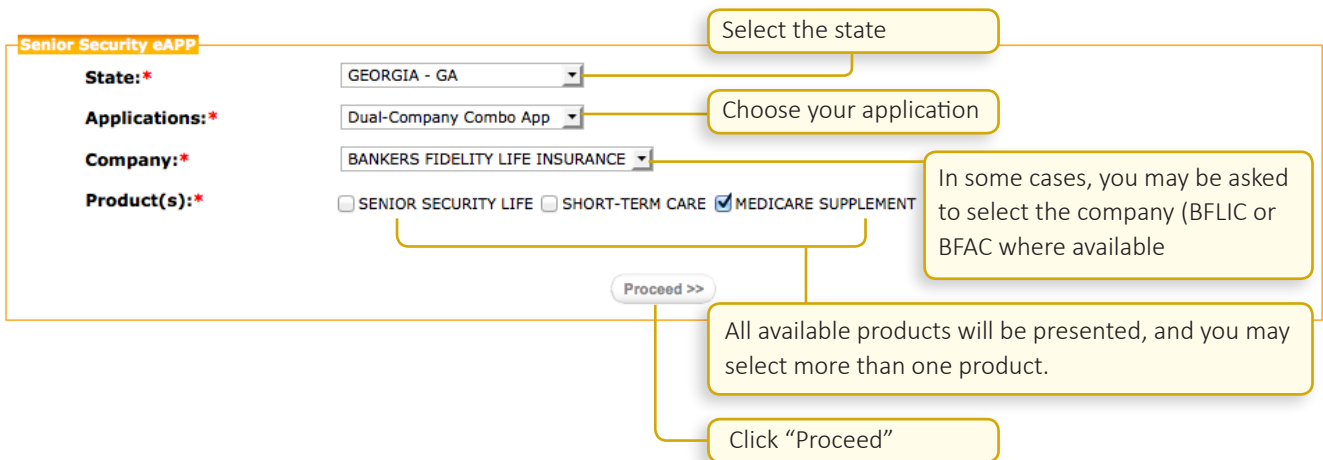 Select the state
Senior Security eAPP
State:* GEORGIA - GA
Applications:* Dual-Company Combo App
Choose your application
Company:* BANKERS FIDELITY LIFE INSURANCE
In some cases, you may be asked
to select the company (BFLIC or
BFAC where available
Product(s):* SENIOR SECURITY LIFE SHORT-TERM CARE MEDICARE SUPPLEMENT
Proceed >>
All available products will be presented, and you may
select more than one product.
Click “Proceed”